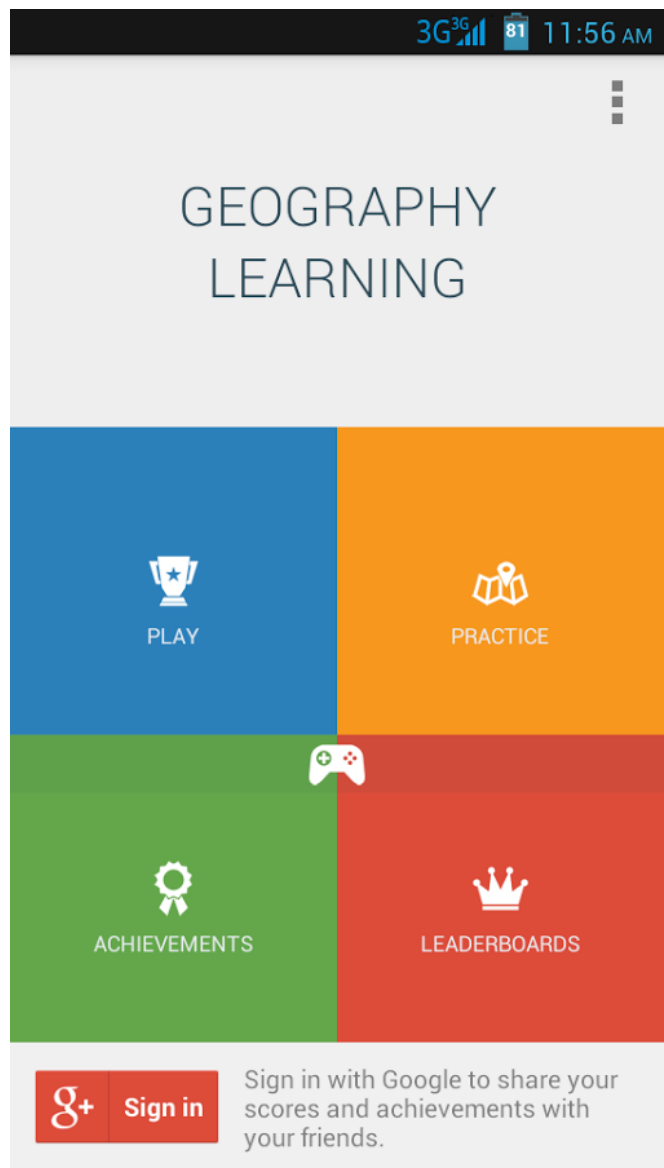 3G 3G 81 11:56 AM
GEOGRAPHY
LEARNING
PLAY
PRACTICE
ACHIEVEMENTS
LEADERBOARDS
g+ Sign in
Sign in with Google to share your
scores and achievements with
your friends.